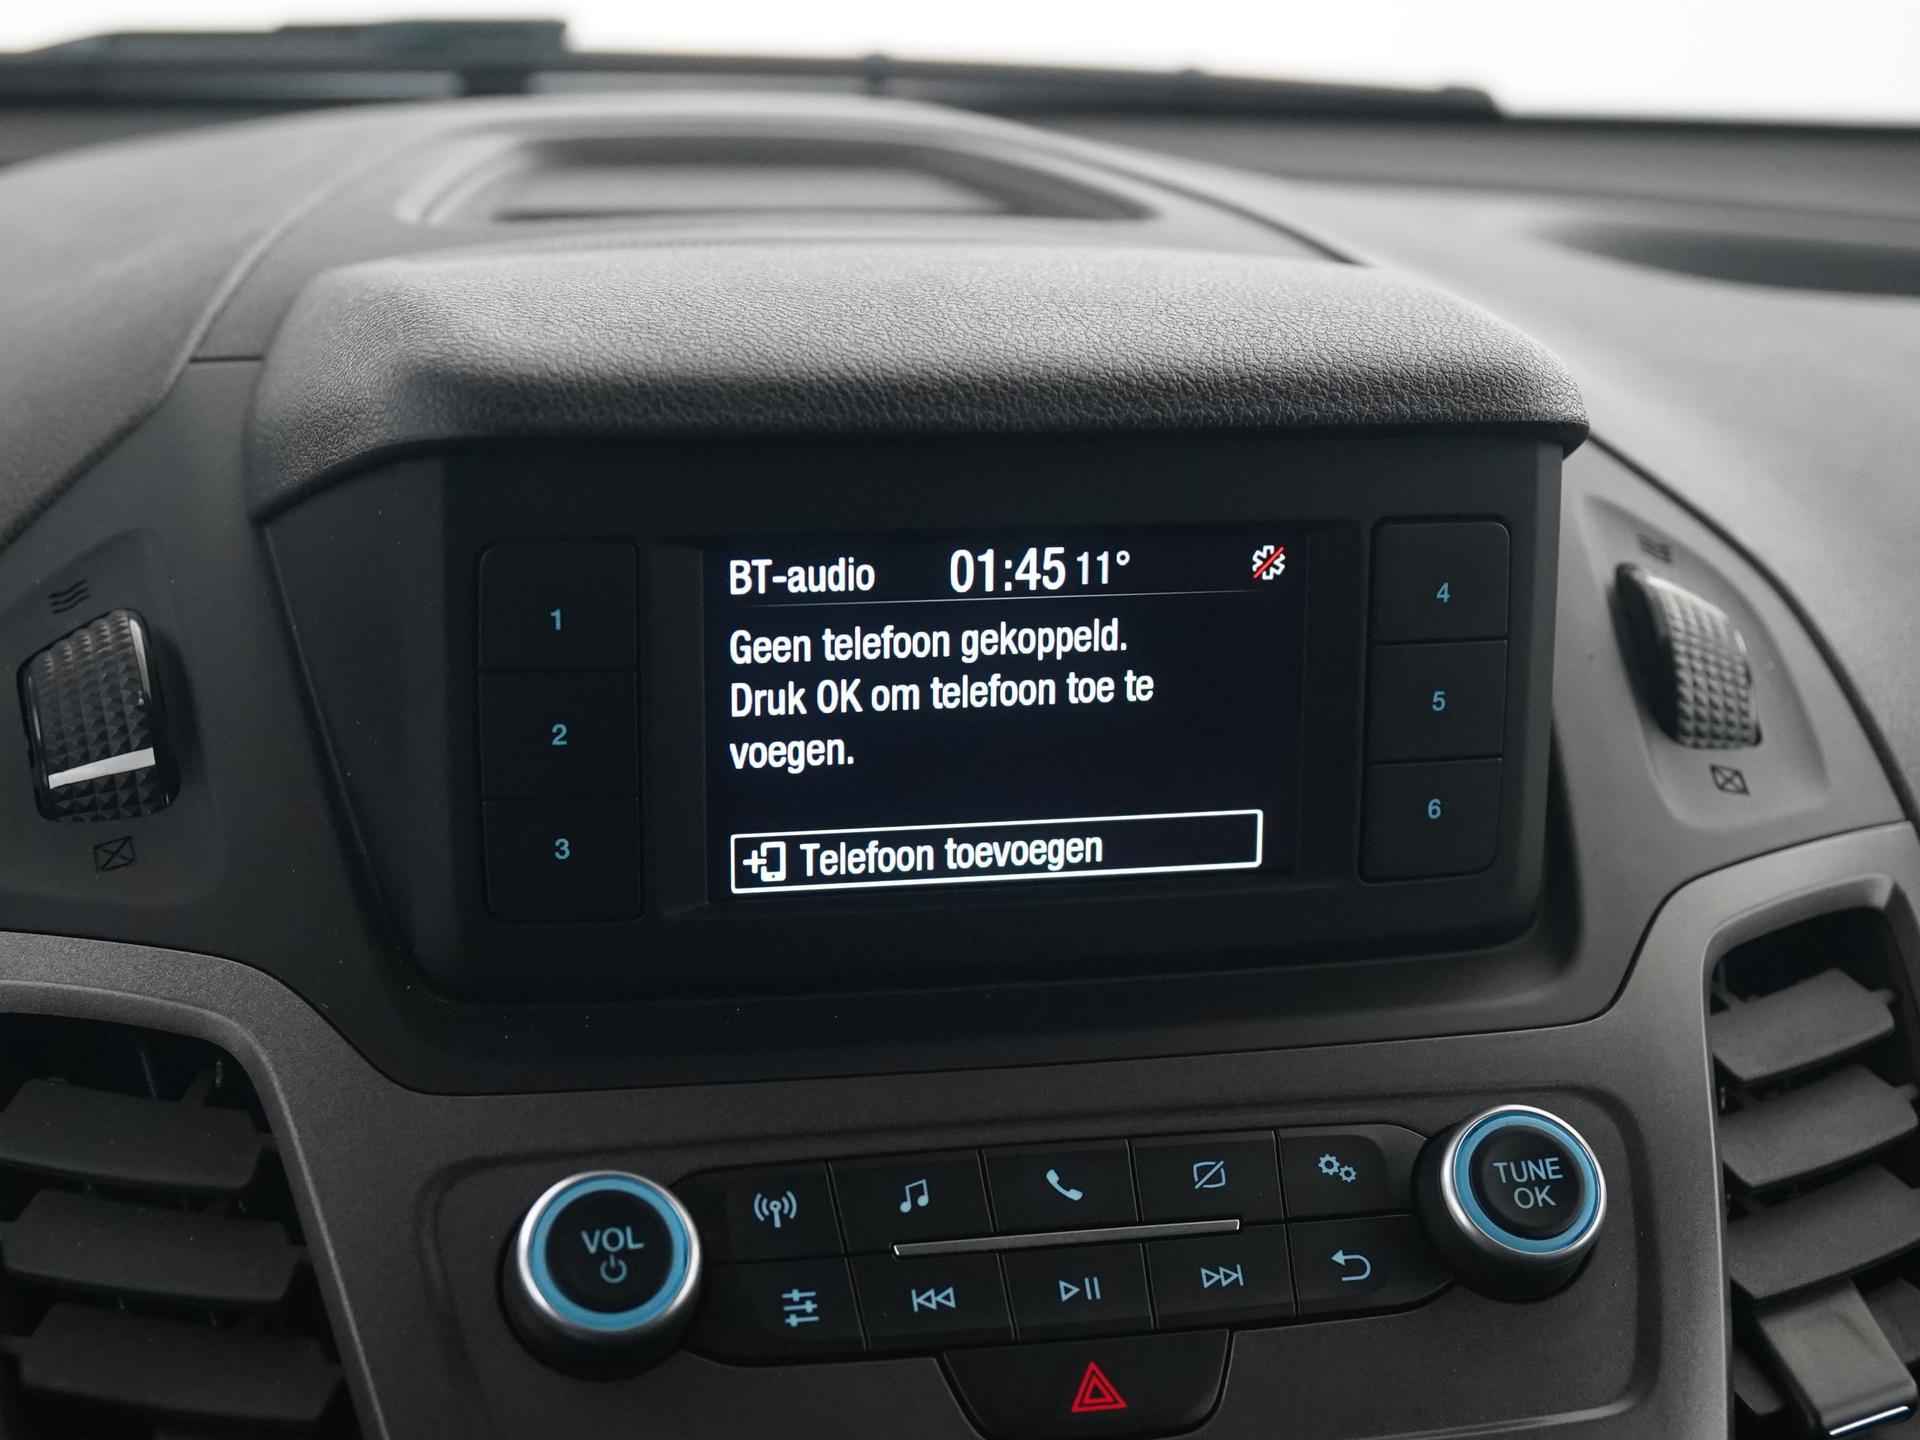 BT-audio 01:45 11°
Geen telefoon gekoppeld.
Druk OK om telefoon toe te
voegen.
Telefoon toevoegen
1
2
3
4
5
6
VOL
TUNE
OK